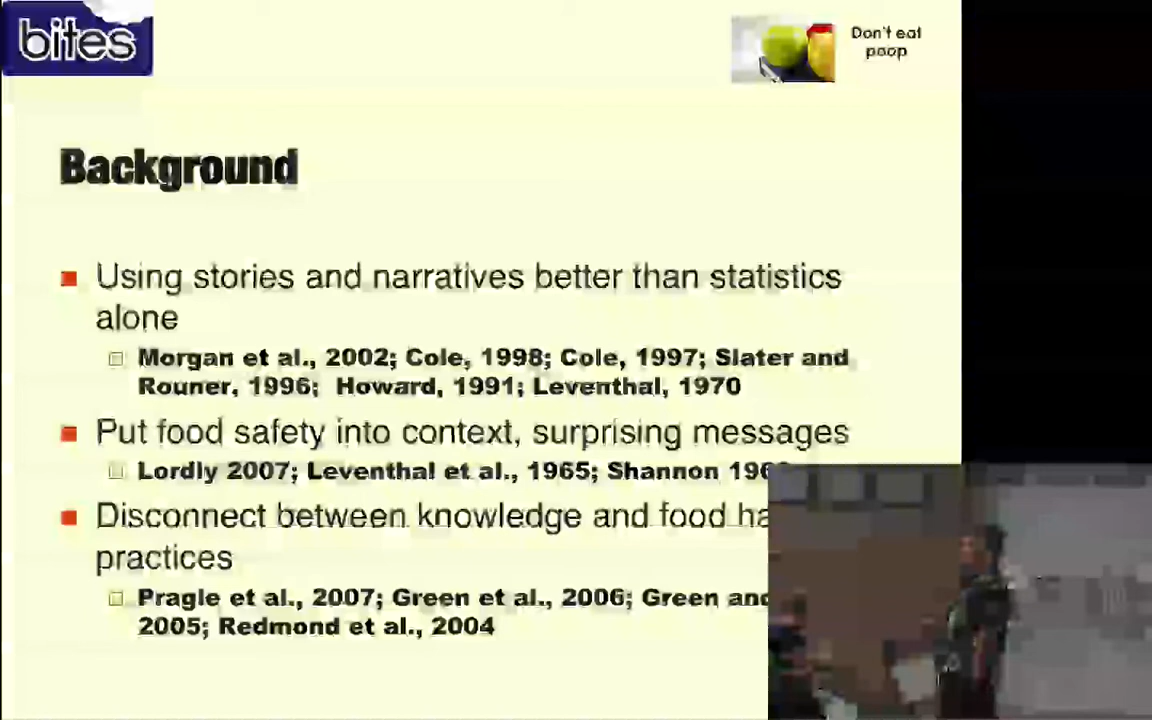 bites
Don't eat
poop
Background
Using stories and narratives better than statistics
alone
Morgan et al., 2002; Cole, 1998; Cole, 1997; Slater and
Rouner, 1996; Howard, 1991; Leventhal, 1970
Put food safety into context, surprising messages
Lordly 2007; Leventhal et al., 1965; Shannon
Disconnect between knowledge and food
practices
Pragle et al., 2007; Green et al., 2006; Green and
2005; Redmond et al., 2004